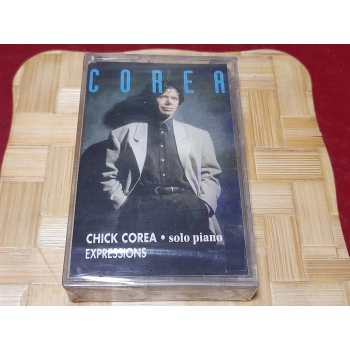 COREA
CHICK COREA • solo piano
EXPRESSIONS